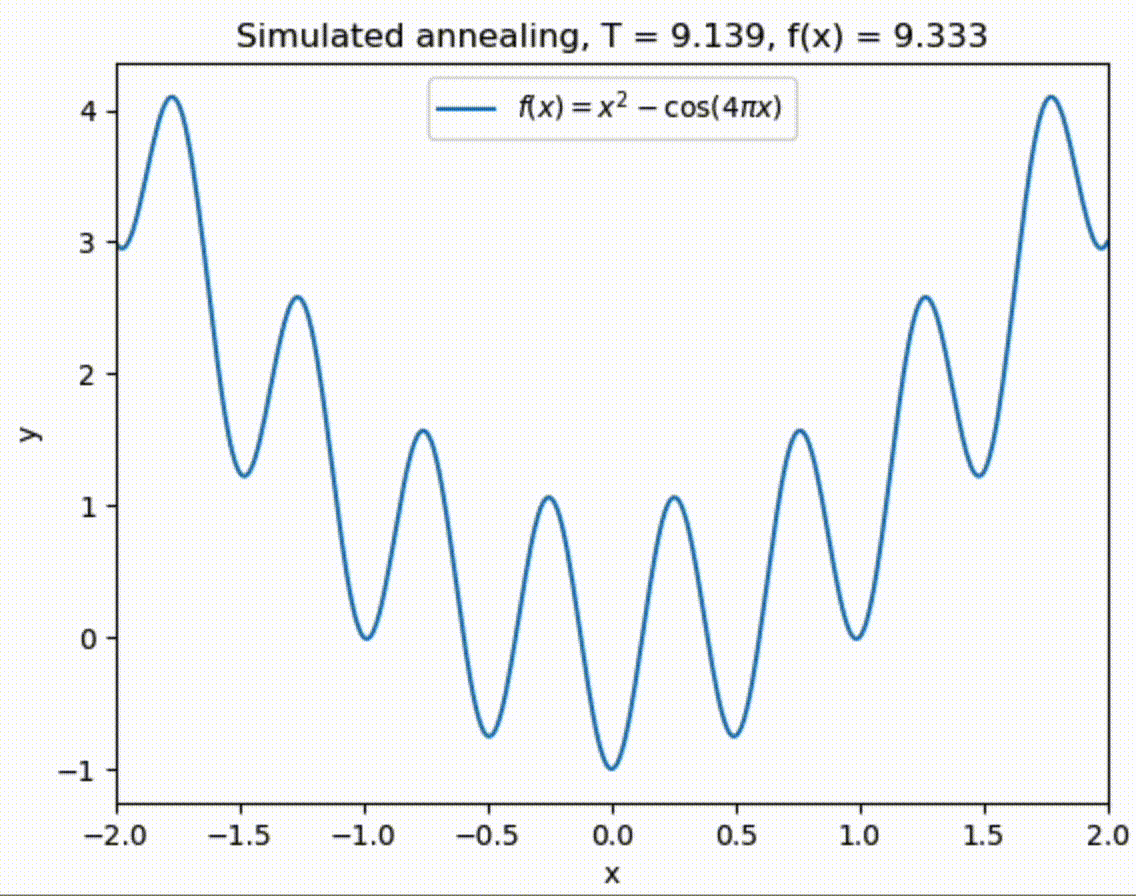 Simulated annealing, T = 9.139, f(x) = 9.333
f(x) = x² − cos(4πx)
4
3
2
1
0
−1
y
−2.0 −1.5 −1.0 −0.5 0.0 0.5 1.0 1.5 2.0
x